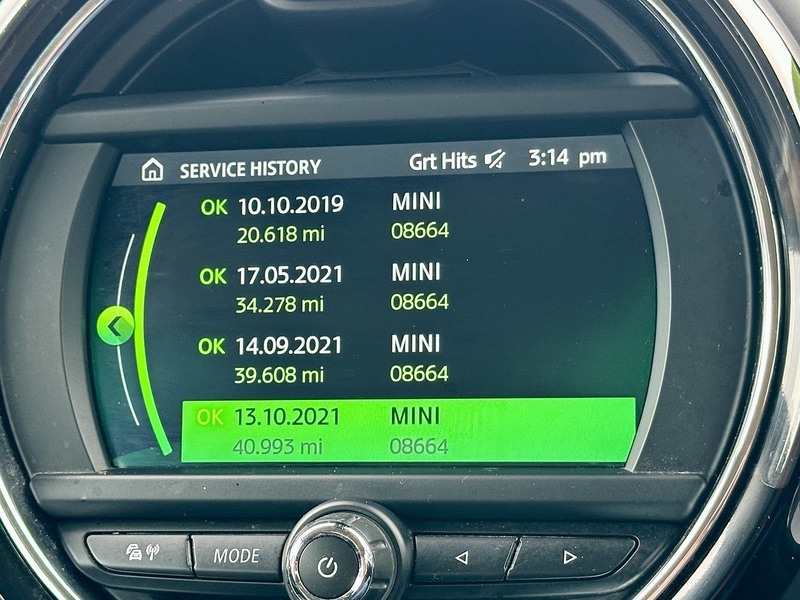 SERVICE HISTORY Grt Hits 3:14 pm
OK 10.10.2019 MINI
20.618 mi 08664
OK 17.05.2021 MINI
34.278 mi 08664
OK 14.09.2021 MINI
39.608 mi 08664
OK 13.10.2021 MINI
40.993 mi 08664
MODE